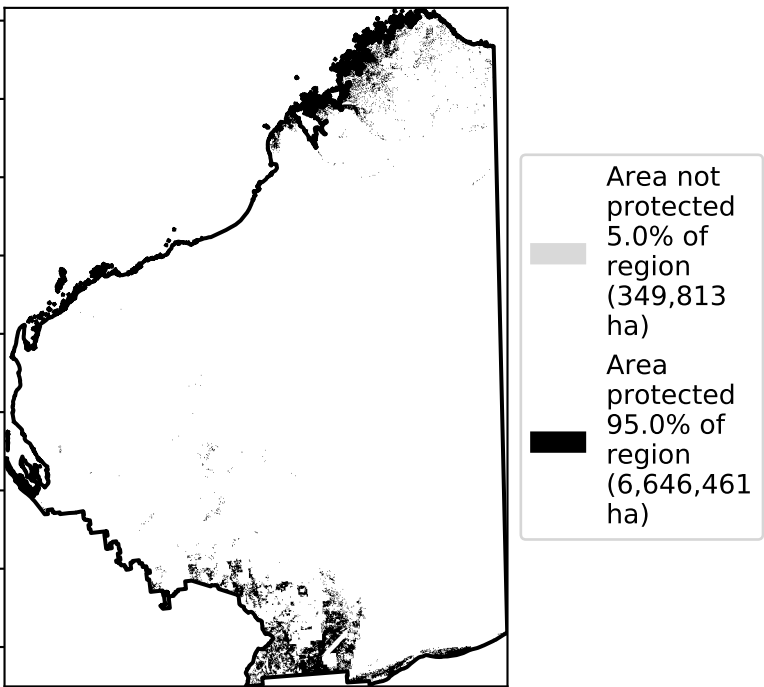 Area not
protected
5.0% of
region
(349,813
ha)
Area
protected
95.0% of
region
(6,646,461
ha)